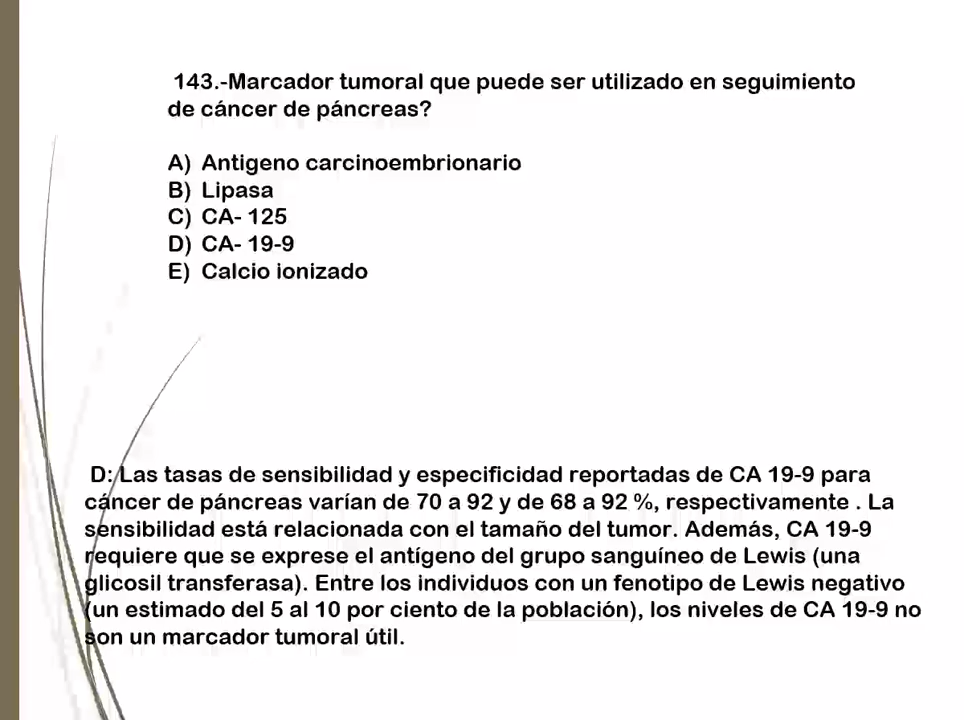 143.-Marcador tumoral que puede ser utilizado en seguimiento
de cáncer de páncreas?
A) Antigeno carcinoembrionario
B) Lipasa
C) CA- 125
D) CA- 19-9
E) Calcio ionizado
D: Las tasas de sensibilidad y especificidad reportadas de CA 19-9 para
cáncer de páncreas varían de 70 a 92 y de 68 a 92 %, respectivamente . La
sensibilidad está relacionada con el tamaño del tumor. Además, CA 19-9
requiere que se exprese el antígeno del grupo sanguíneo de Lewis (una
glicosil transferasa). Entre los individuos con un fenotipo de Lewis negativo
(un estimado del 5 al 10 por ciento de la población), los niveles de CA 19-9 no
son un marcador tumoral útil.